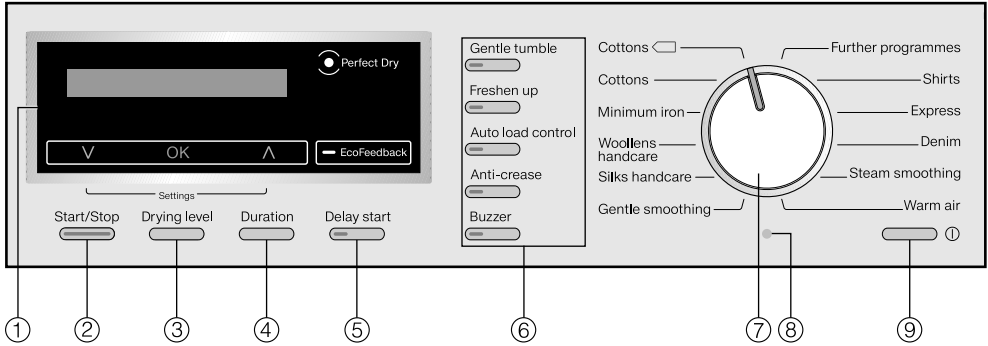 Perfect Dry
OK
EcoFeedback
Settings
Start/Stop
Drying level
Duration
Delay start
Gentle tumble
Freshen up
Auto load control
Anti-crease
Buzzer
Cottons
Cottons
Minimum iron
Woollens
handcare
Silks handcare
Gentle smoothing
Further programmes
Shirts
Express
Denim
Steam smoothing
Warm air
① ② ③ ④ ⑤ ⑥ ⑦ ⑧ ⑨